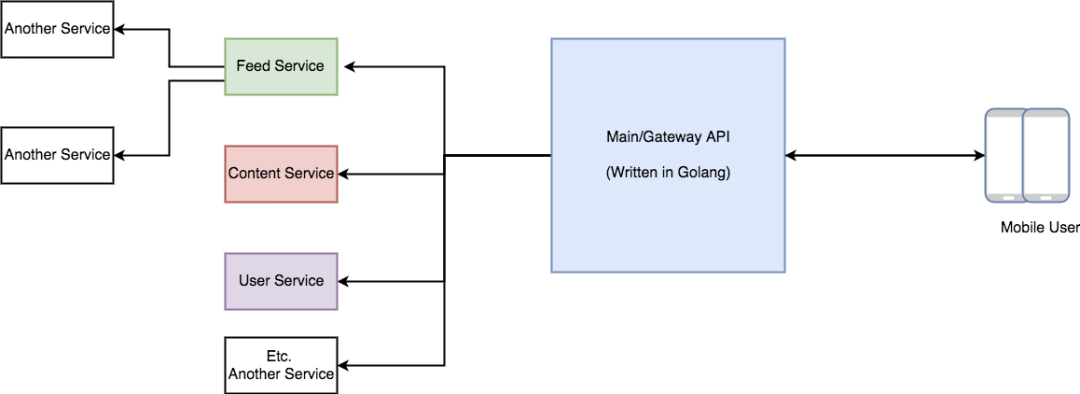 Another Service
Feed Service
Another Service
Content Service
User Service
Etc.
Another Service
Main/Gateway API
(Written in Golang)
Mobile User